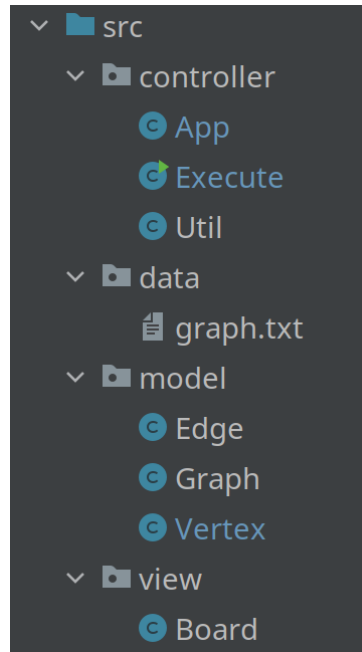 src
controller
App
Execute
Util
data
graph.txt
model
Edge
Graph
Vertex
view
Board